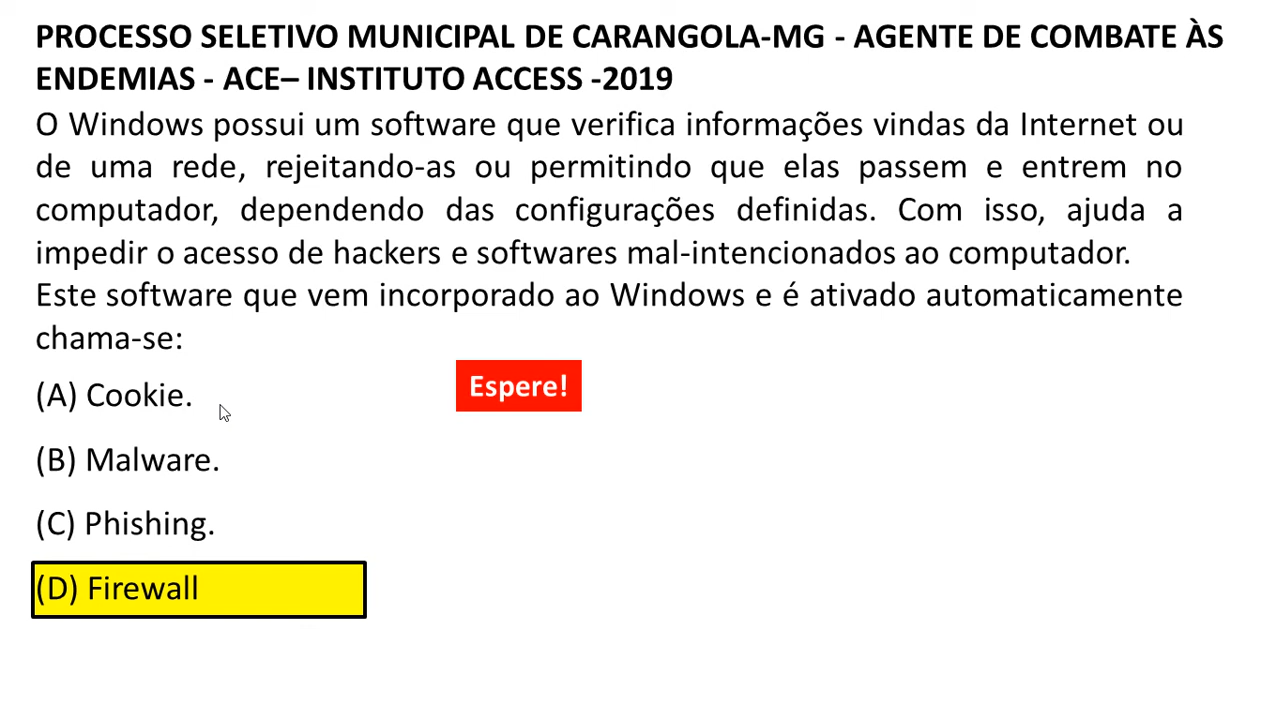 PROCESSO SELETIVO MUNICIPAL DE CARANGOLA-MG - AGENTE DE COMBATE ÀS
ENDEMIAS - ACE– INSTITUTO ACCESS -2019
O Windows possui um software que verifica informações vindas da Internet ou
de uma rede, rejeitando-as ou permitindo que elas passem e entrem no
computador, dependendo das configurações definidas. Com isso, ajuda a
impedir o acesso de hackers e softwares mal-intencionados ao computador.
Este software que vem incorporado ao Windows e é ativado automaticamente
chama-se:
(A) Cookie.
Espere!
(B) Malware.
(C) Phishing.
(D) Firewall